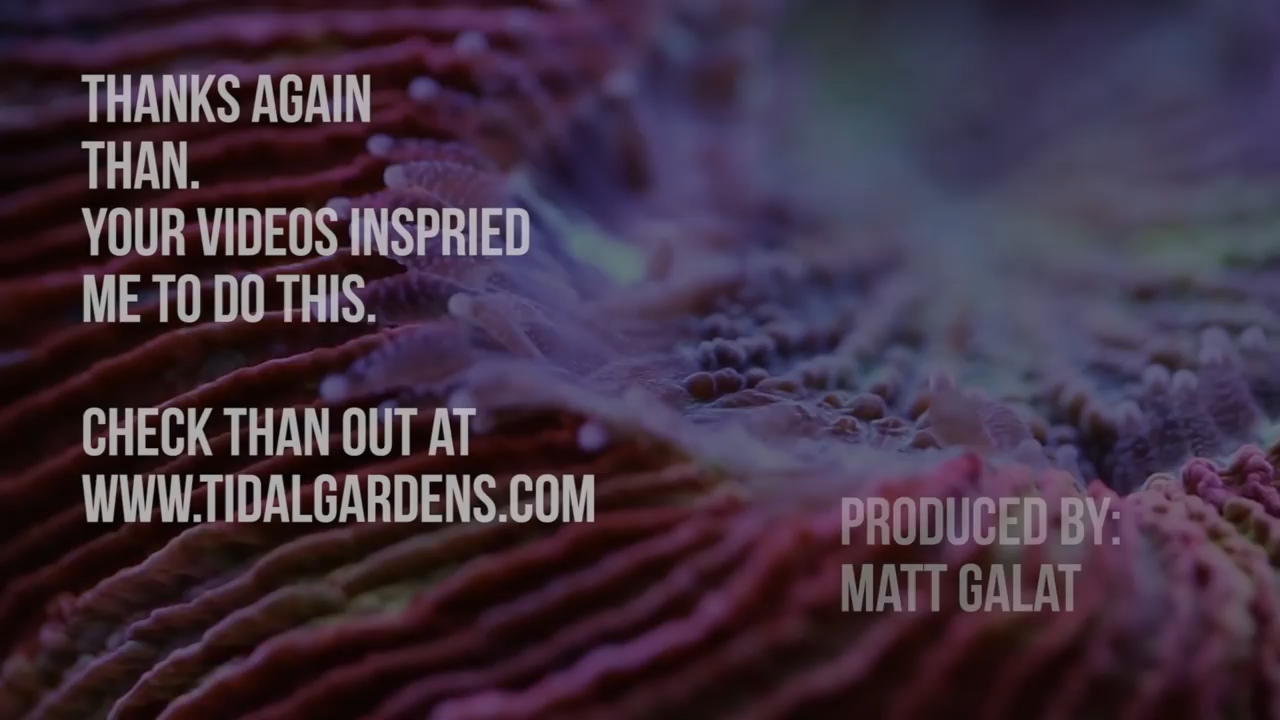 THANKS AGAIN
THAN.
YOUR VIDEOS INSPRIED
ME TO DO THIS.
CHECK THAN OUT AT
WWW.TIDALGARDENS.COM
PRODUCED BY:
MATT GALAT